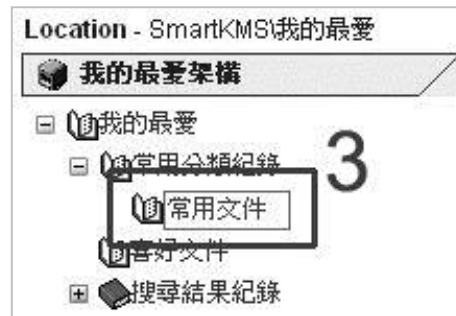 Location - SmartKMS\我的最愛
我的最愛架構
我的最愛
常用分類紀錄
3
常用文件
喜好文件
搜尋結果紀錄